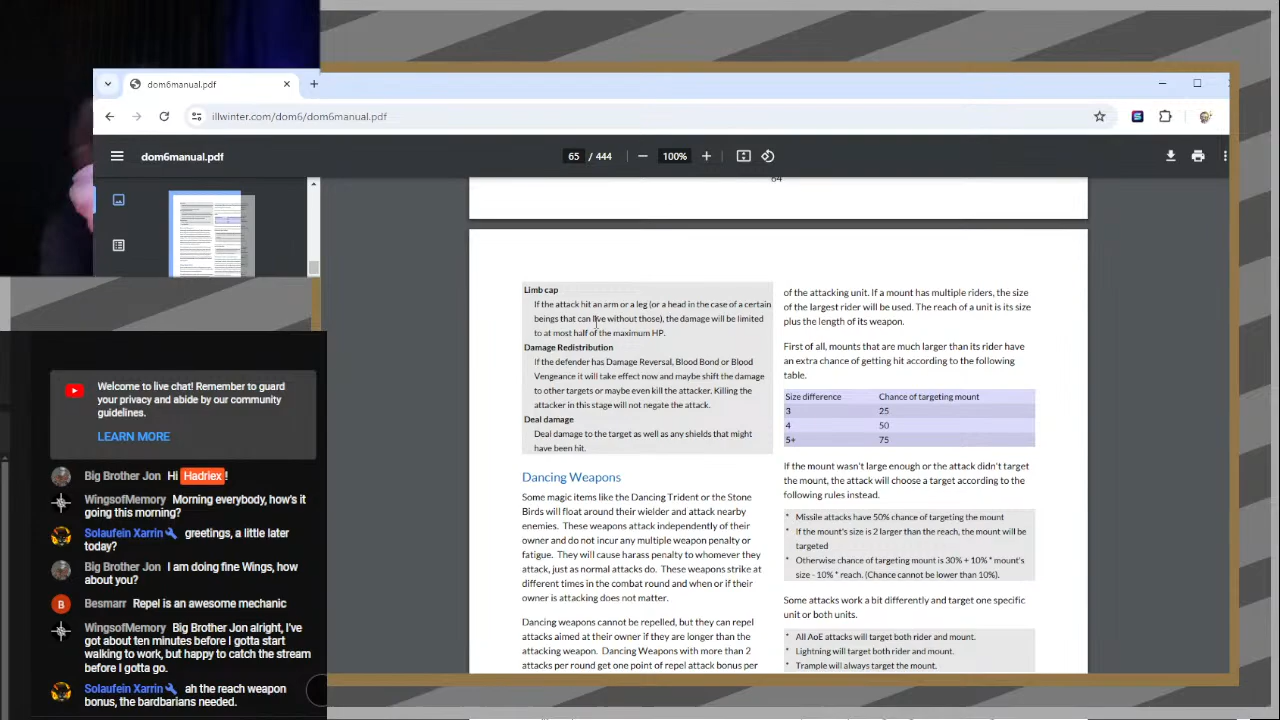 dom6manual.pdf
illwinter.com/dom6/dom6manual.pdf
dom6manual.pdf
65 / 444
100%
64
Limb cap
If the attack hit an arm or a leg (or a head in the case of a certain
beings that can live without those), the damage will be limited
to at most half of the maximum HP.
Damage Redistribution
If the defender has Damage Reversal, Blood Bond or Blood
Vengeance it will take effect now and maybe shift the damage
to other targets or maybe even kill the attacker. Killing the
attacker in this stage will not negate the attack.
Deal damage
Deal damage to the target as well as any shields that might
have been hit.
Dancing Weapons
Some magic items like the Dancing Trident or the Stone
Birds will float around their wielder and attack nearby
enemies. These weapons attack independently of their
owner and do not incur any multiple weapon penalty or
fatigue. They will cause harass penalty to whomever they
attack, just as normal attacks do. These weapons strike at
different times in the combat round and when or if their
owner is attacking does not matter.
Dancing weapons cannot be repelled, but they can repel
attacks aimed at their owner if they are longer than the
attacking weapon. Dancing Weapons with more than 2
attacks per round get one point of repel attack bonus per
of the attacking unit. If a mount has multiple riders, the size
of the largest rider will be used. The reach of a unit is its size
plus the length of its weapon.
First of all, mounts that are much larger than its rider have
an extra chance of getting hit according to the following
table.
Size difference Chance of targeting mount
3 25
4 50
5+ 75
If the mount wasn't large enough or the attack didn't target
the mount, the attack will choose a target according to the
following rules instead.
* Missile attacks have 50% chance of targeting the mount
* If the mount's size is 2 larger than the reach, the mount will be
targeted
* Otherwise chance of targeting mount is 30% + 10% * mount's
size - 10% * reach. (Chance cannot be lower than 10%).
Some attacks work a bit differently and target one specific
unit or both units.
* All AoE attacks will target both rider and mount.
* Lightning will target both rider and mount.
* Trample will always target the mount.
Welcome to live chat! Remember to guard
your privacy and abide by our community
guidelines.
LEARN MORE
Big Brother Jon Hi Hadriex !
WingsofMemory Morning everybody, how's it
going this morning?
Solaufein Xarrin greetings, a little later
today?
Big Brother Jon I am doing fine Wings, how
about you?
B Besmarr Repel is an awesome mechanic
WingsofMemory Big Brother Jon alright, I've
got about ten minutes before I gotta start
walking to work, but happy to catch the stream
before I gotta go.
Solaufein Xarrin ah the reach weapon
bonus, the bardbarians needed.